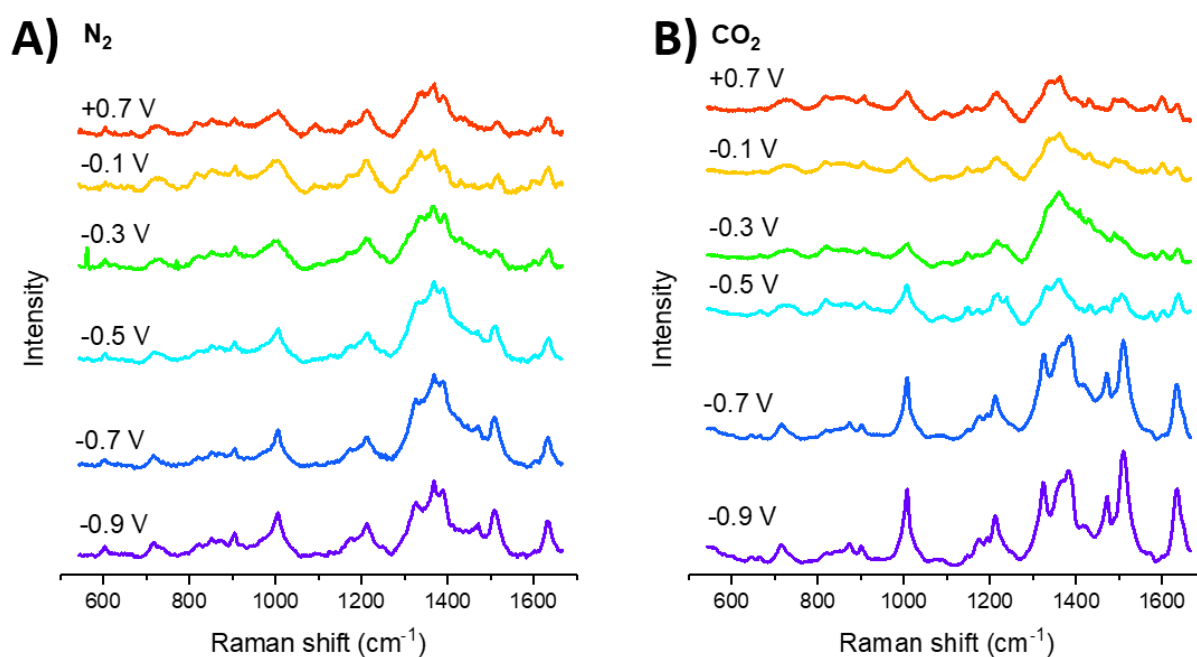 A) N₂
+0.7 V
-0.1 V
-0.3 V
-0.5 V
-0.7 V
-0.9 V
Intensity
600 800 1000 1200 1400 1600
Raman shift (cm⁻¹)
B) CO₂
+0.7 V
-0.1 V
-0.3 V
-0.5 V
-0.7 V
-0.9 V
Intensity
600 800 1000 1200 1400 1600
Raman shift (cm⁻¹)